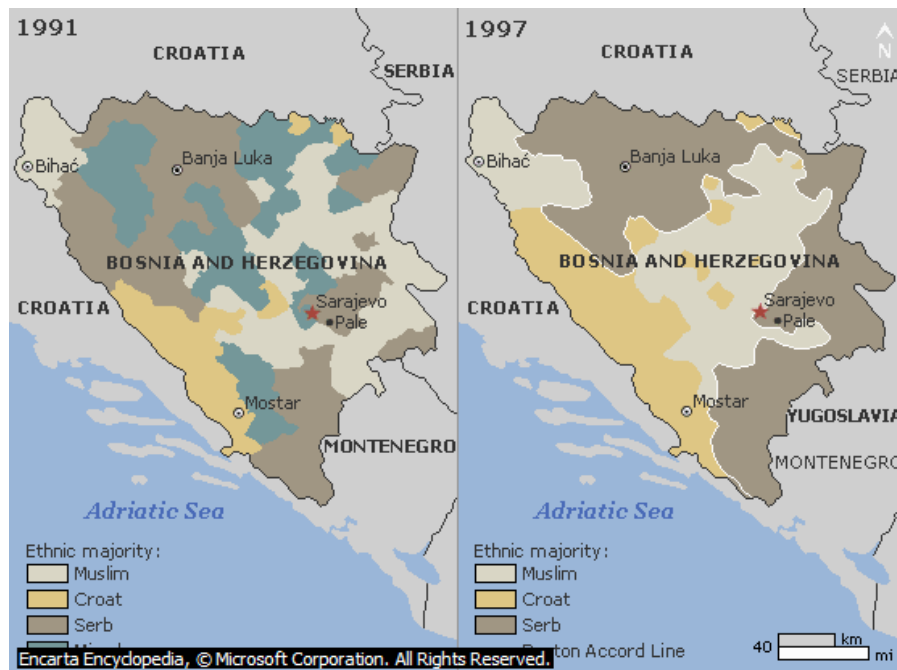 1991
CROATIA
SERBIA
Bihać
Banja Luka
BOSNIA AND HERZEGOVINA
CROATIA
Sarajevo
Pale
Mostar
MONTENEGRO
Adriatic Sea
Ethnic majority:
Muslim
Croat
Serb
1997
N
CROATIA
SERBIA
Bihać
Banja Luka
BOSNIA AND HERZEGOVINA
CROATIA
Sarajevo
Pale
Mostar
YUGOSLAVIA
MONTENEGRO
Adriatic Sea
Ethnic majority:
Muslim
Croat
Serb
Accord Line
40
km
mi
Encarta Encyclopedia, © Microsoft Corporation. All Rights Reserved.